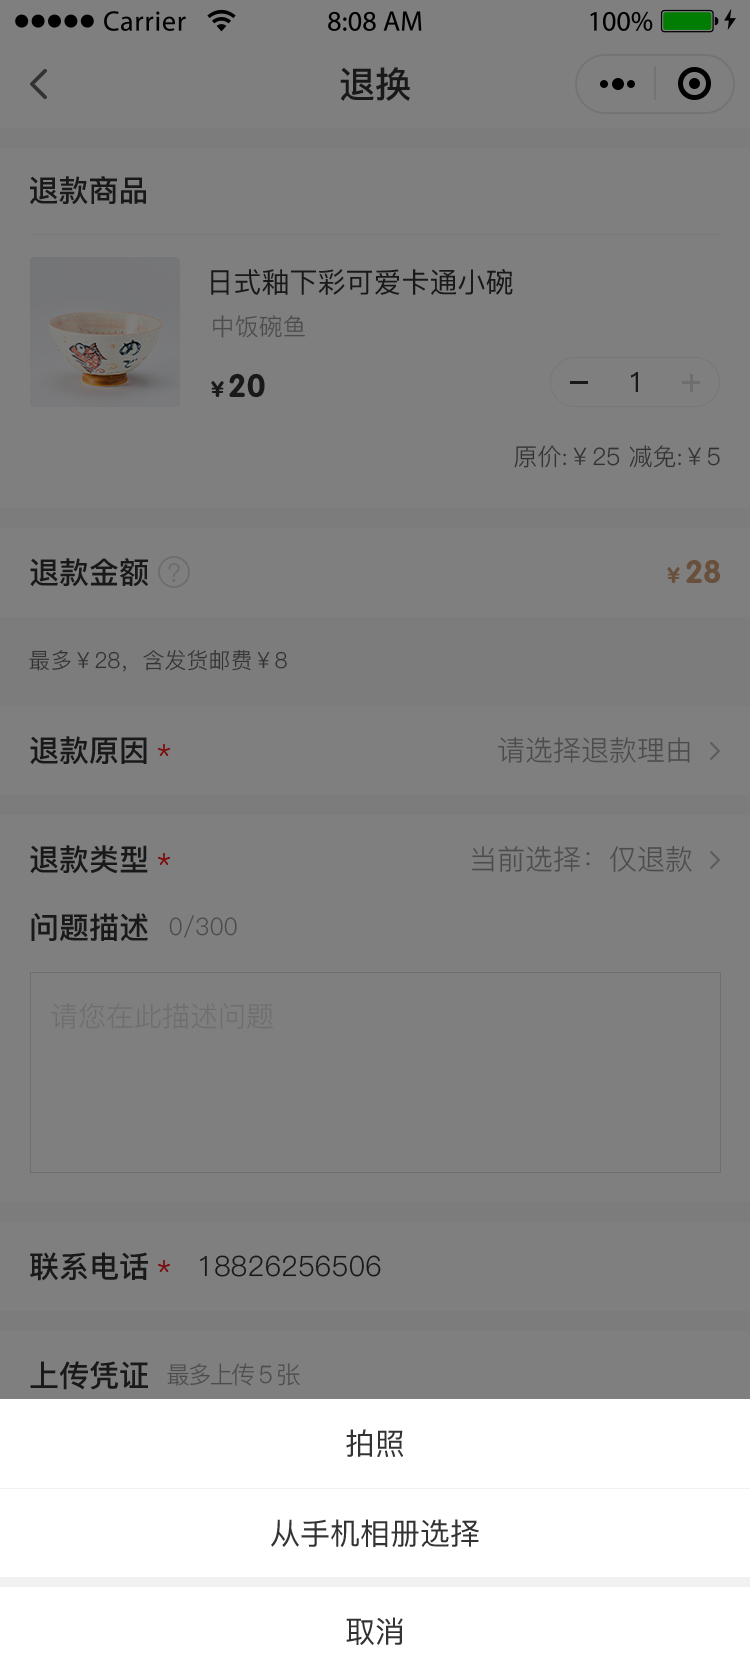 Carrier 8:08 AM 100%
退换
退款商品
日式釉下彩可爱卡通小碗
中饭碗鱼
¥20
1
原价:¥25 减免:¥5
退款金额 ? ¥28
最多¥28，含发货邮费¥8
退款原因 * 请选择退款理由
退款类型 * 当前选择：仅退款
问题描述 0/300
请您在此描述问题
联系电话 * 18826256506
上传凭证 最多上传5张
拍照
从手机相册选择
取消